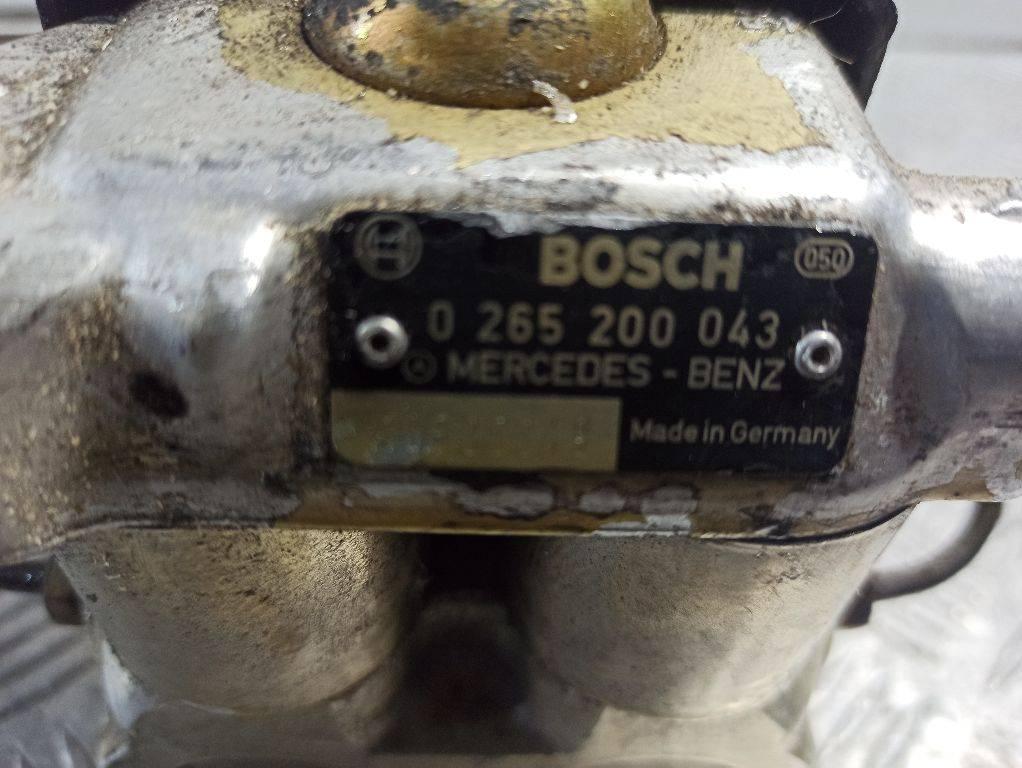 BOSCH
050
0 265 200 043
MERCEDES - BENZ
Made in Germany